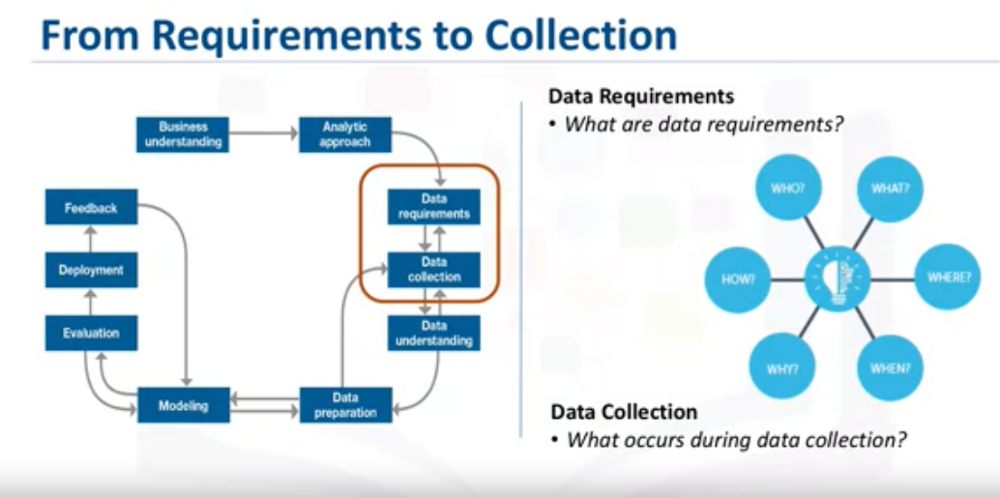 From Requirements to Collection
Business
understanding
Analytic
approach
Data
requirements
Data
collection
Data
understanding
Data
preparation
Modeling
Evaluation
Deployment
Feedback
Data Requirements
• What are data requirements?
WHO?
WHAT?
HOW?
WHERE?
WHY?
WHEN?
Data Collection
• What occurs during data collection?